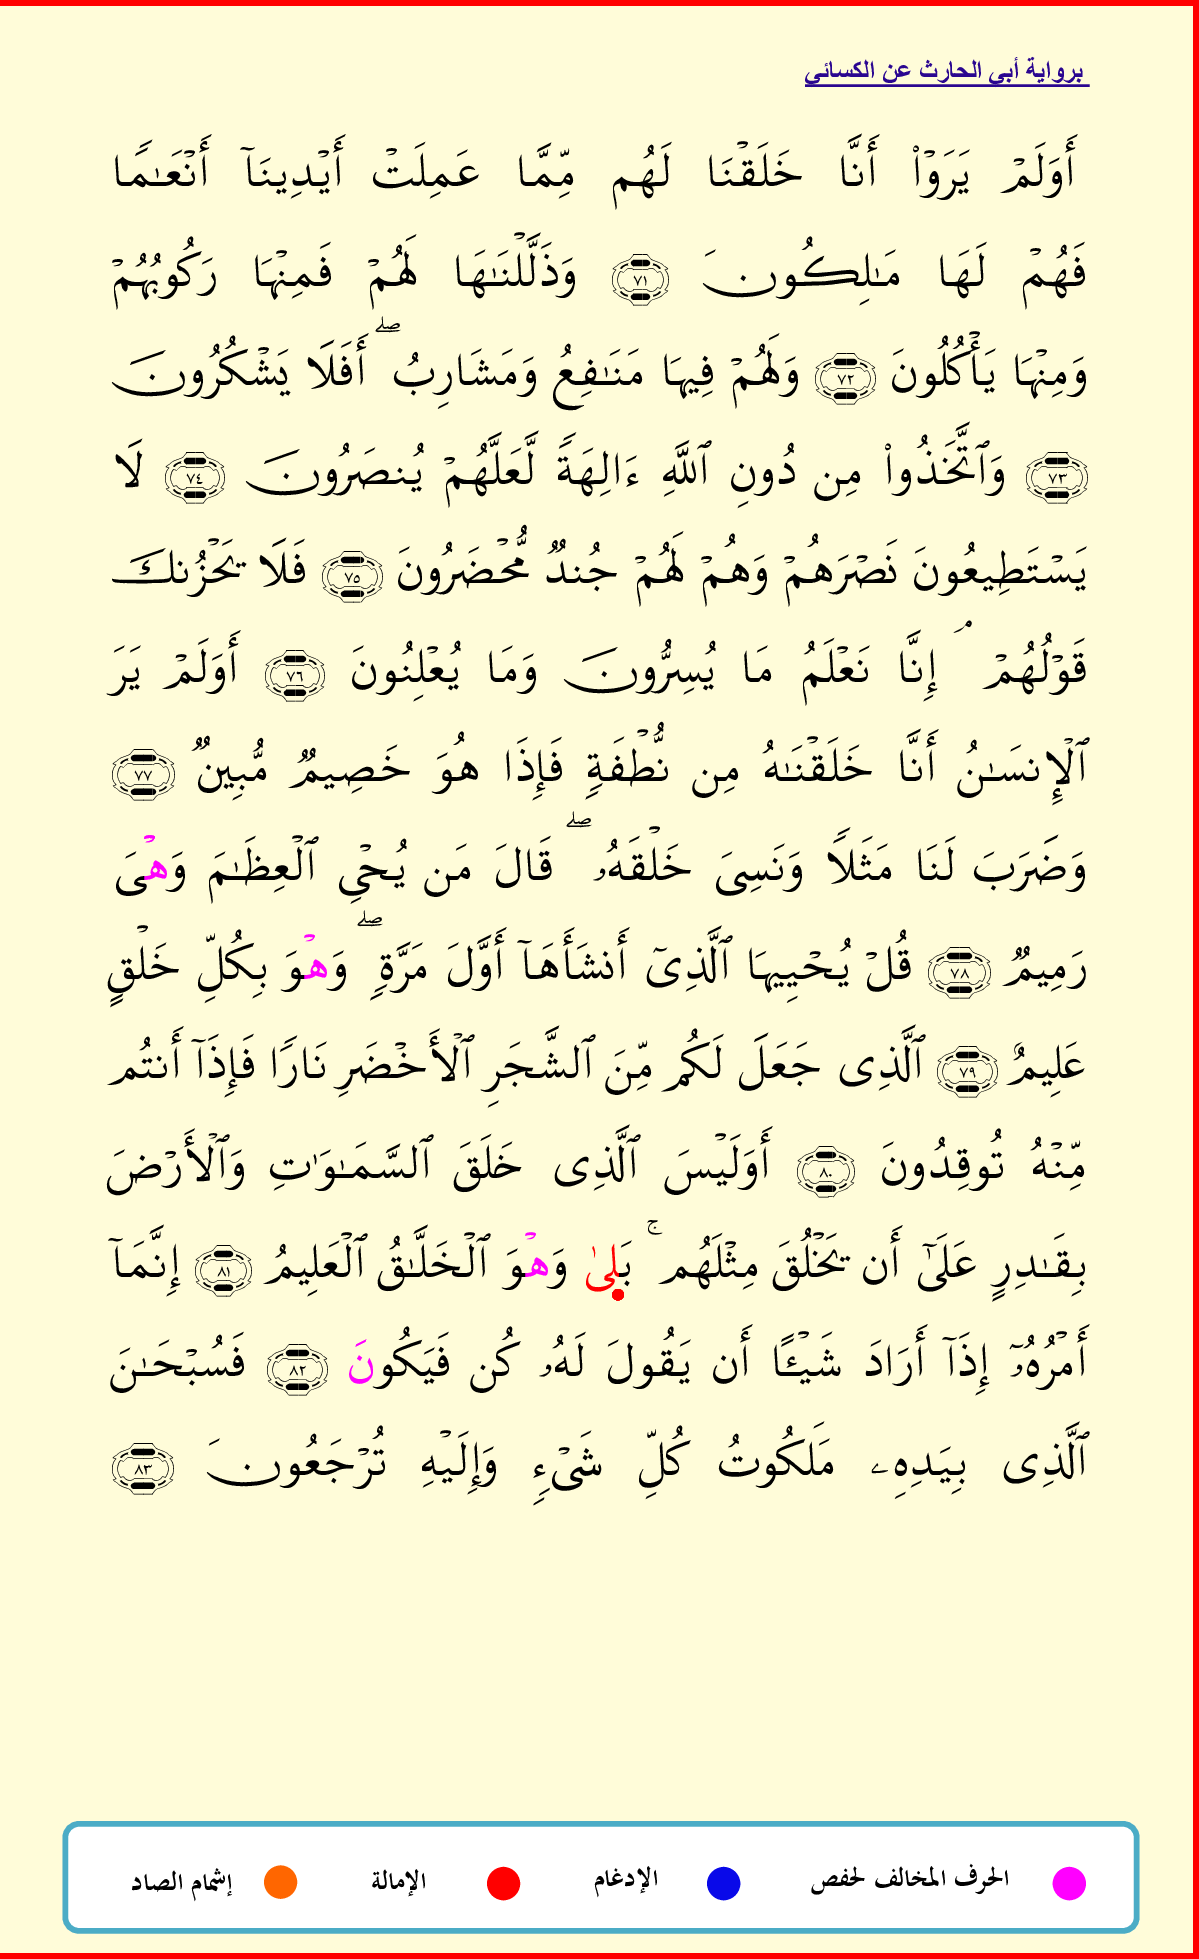 برواية أبي الحارث عن الكسائي
أَوَلَمۡ يَرَوۡاْ أَنَّا خَلَقۡنَا لَهُم مِّمَّا عَمِلَتۡ أَيۡدِينَآ أَنۡعَٰمٗا
فَهُمۡ لَهَا مَٰلِكُونَ ٧١ وَذَلَّلۡنَٰهَا لَهُمۡ فَمِنۡهَا رَكُوبُهُمۡ
وَمِنۡهَا يَأۡكُلُونَ ٧٢ وَلَهُمۡ فِيهَا مَنَٰفِعُ وَمَشَارِبُۖ أَفَلَا يَشۡكُرُونَ
٧٣ وَٱتَّخَذُواْ مِن دُونِ ٱللَّهِ ءَالِهَةٗ لَّعَلَّهُمۡ يُنصَرُونَ ٧٤ لَا
يَسۡتَطِيعُونَ نَصۡرَهُمۡ وَهُمۡ لَهُمۡ جُندٞ مُّحۡضَرُونَ ٧٥ فَلَا يَحۡزُنكَ
قَوۡلُهُمۡۘ إِنَّا نَعۡلَمُ مَا يُسِرُّونَ وَمَا يُعۡلِنُونَ ٧٦ أَوَلَمۡ يَرَ
ٱلۡإِنسَٰنُ أَنَّا خَلَقۡنَٰهُ مِن نُّطۡفَةٖ فَإِذَا هُوَ خَصِيمٞ مُّبِينٞ ٧٧
وَضَرَبَ لَنَا مَثَلٗا وَنَسِيَ خَلۡقَهُۥۖ قَالَ مَن يُحۡيِ ٱلۡعِظَٰمَ وَهۡيَ
رَمِيمٞ ٧٨ قُلۡ يُحۡيِيهَا ٱلَّذِيٓ أَنشَأَهَآ أَوَّلَ مَرَّةٖۖ وَهۡوَ بِكُلِّ خَلۡقٍ
عَلِيمٌ ٧٩ ٱلَّذِي جَعَلَ لَكُم مِّنَ ٱلشَّجَرِ ٱلۡأَخۡضَرِ نَارٗا فَإِذَآ أَنتُم
مِّنۡهُ تُوقِدُونَ ٨٠ أَوَلَيۡسَ ٱلَّذِي خَلَقَ ٱلسَّمَٰوَٰتِ وَٱلۡأَرۡضَ
بِقَٰدِرٍ عَلَىٰٓ أَن يَخۡلُقَ مِثۡلَهُمۚ بَلىٰ وَهۡوَ ٱلۡخَلَّٰقُ ٱلۡعَلِيمُ ٨١ إِنَّمَآ
أَمۡرُهُۥٓ إِذَآ أَرَادَ شَيۡـًٔا أَن يَقُولَ لَهُۥ كُن فَيَكُونَ ٨٢ فَسُبۡحَٰنَ
ٱلَّذِي بِيَدِهِۦ مَلَكُوتُ كُلِّ شَيۡءٖ وَإِلَيۡهِ تُرۡجَعُونَ ٨٣
الحرف المخالف لحفص الإدغام الإمالة إشمام الصاد